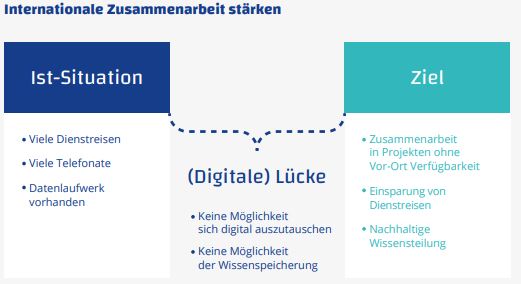 Internationale Zusammenarbeit stärken
Ist-Situation
• Viele Dienstreisen
• Viele Telefonate
• Datenlaufwerk
vorhanden
(Digitale) Lücke
• Keine Möglichkeit
sich digital auszutauschen
• Keine Möglichkeit
der Wissensspeicherung
Ziel
• Zusammenarbeit
in Projekten ohne
Vor-Ort Verfügbarkeit
• Einsparung von
Dienstreisen
• Nachhaltige
Wissensteilung